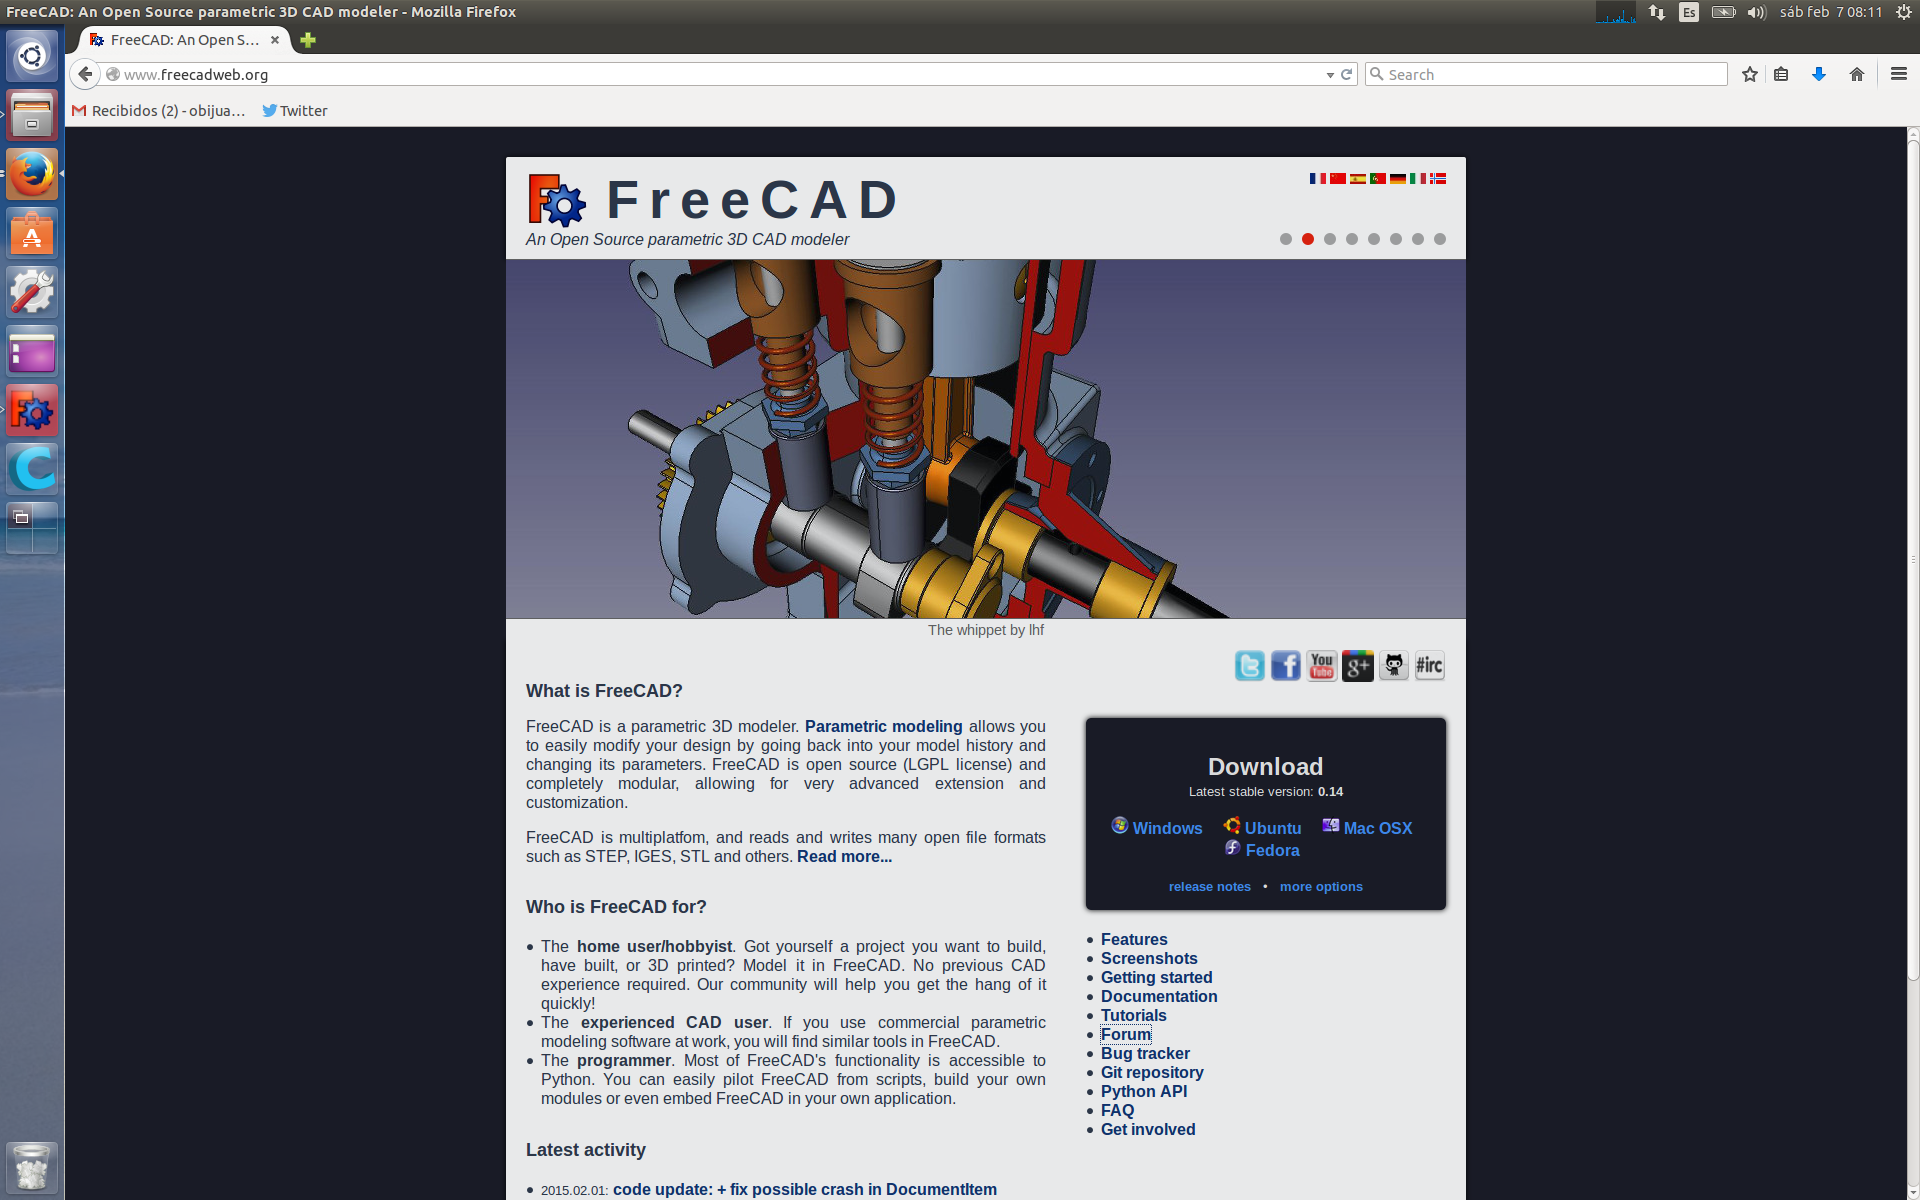 FreeCAD: An Open Source parametric 3D CAD modeler - Mozilla Firefox
Es
sáb feb 7 08:11
FreeCAD: An Open S...
www.freecadweb.org
Search
Recibidos (2) - obijua...
Twitter
FreeCAD
An Open Source parametric 3D CAD modeler
The whippet by lhf
You
Tube
g+
#irc
What is FreeCAD?
FreeCAD is a parametric 3D modeler. Parametric modeling allows you
to easily modify your design by going back into your model history and
changing its parameters. FreeCAD is open source (LGPL license) and
completely modular, allowing for very advanced extension and
customization.
FreeCAD is multiplatfom, and reads and writes many open file formats
such as STEP, IGES, STL and others. Read more...
Who is FreeCAD for?
The home user/hobbyist. Got yourself a project you want to build,
have built, or 3D printed? Model it in FreeCAD. No previous CAD
experience required. Our community will help you get the hang of it
quickly!
The experienced CAD user. If you use commercial parametric
modeling software at work, you will find similar tools in FreeCAD.
The programmer. Most of FreeCAD's functionality is accessible to
Python. You can easily pilot FreeCAD from scripts, build your own
modules or even embed FreeCAD in your own application.
Latest activity
2015.02.01: code update: + fix possible crash in DocumentItem
Download
Latest stable version: 0.14
Windows
Ubuntu
Mac OSX
Fedora
release notes • more options
Features
Screenshots
Getting started
Documentation
Tutorials
Forum
Bug tracker
Git repository
Python API
FAQ
Get involved